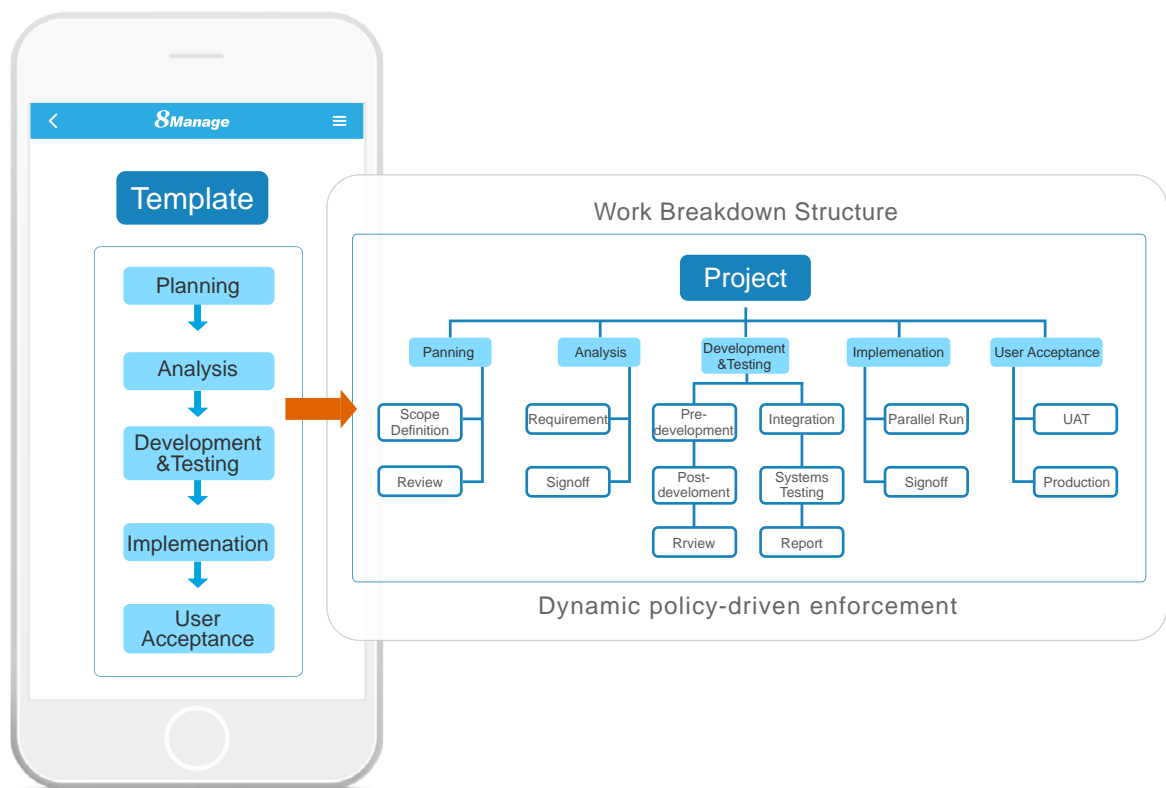 8Manage
Template
Planning
Analysis
Development
&Testing
Implemenation
User
Acceptance
Work Breakdown Structure
Project
Panning
Analysis
Development
&Testing
Implemenation
User Acceptance
Scope
Definition
Review
Requirement
Signoff
Pre-
development
Post-
develoment
Rrview
Integration
Systems
Testing
Report
Parallel Run
Signoff
UAT
Production
Dynamic policy-driven enforcement